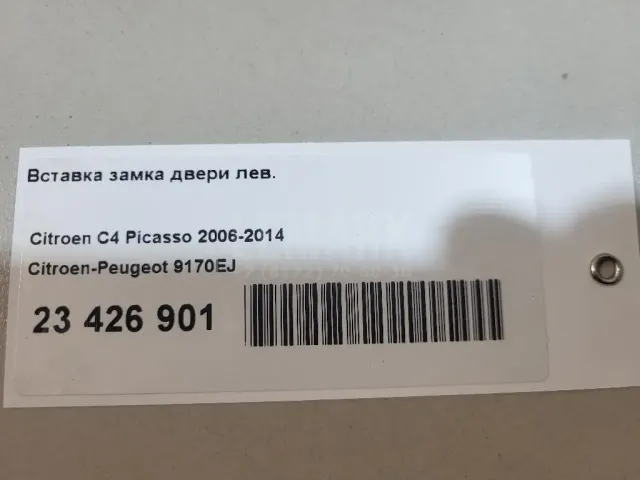 Вставка замка двери лев.
Citroen C4 Picasso 2006-2014
Citroen-Peugeot 9170EJ
23 426 901